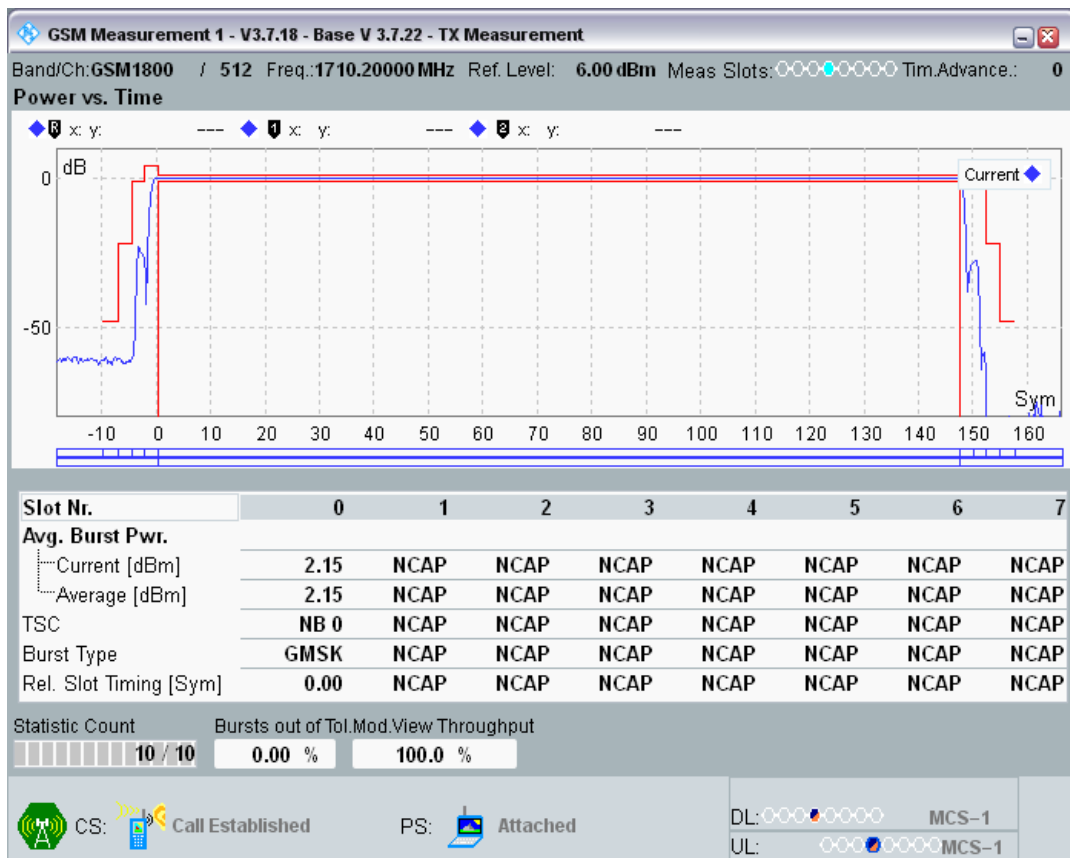 GSM Measurement 1 - V3.7.18 - Base V 3.7.22 - TX Measurement
Band/Ch:GSM1800 / 512 Freq.:1710.20000 MHz Ref. Level: 6.00 dBm Meas Slots: Tim.Advance.: 0
Power vs. Time
R x: y: --- 1 x: y: --- 2 x: y: ---
dB
Current
0
-50
Sym
-10 0 10 20 30 40 50 60 70 80 90 100 110 120 130 140 150 160
Slot Nr. 0 1 2 3 4 5 6 7
Avg. Burst Pwr.
Current [dBm] 2.15 NCAP NCAP NCAP NCAP NCAP NCAP NCAP
Average [dBm] 2.15 NCAP NCAP NCAP NCAP NCAP NCAP NCAP
TSC NB 0 NCAP NCAP NCAP NCAP NCAP NCAP NCAP
Burst Type GMSK NCAP NCAP NCAP NCAP NCAP NCAP NCAP
Rel. Slot Timing [Sym] 0.00 NCAP NCAP NCAP NCAP NCAP NCAP NCAP
Statistic Count Bursts out of Tol. Mod.View Throughput
10 / 10 0.00 % 100.0 %
CS: Call Established PS: Attached
DL: MCS-1
UL: MCS-1